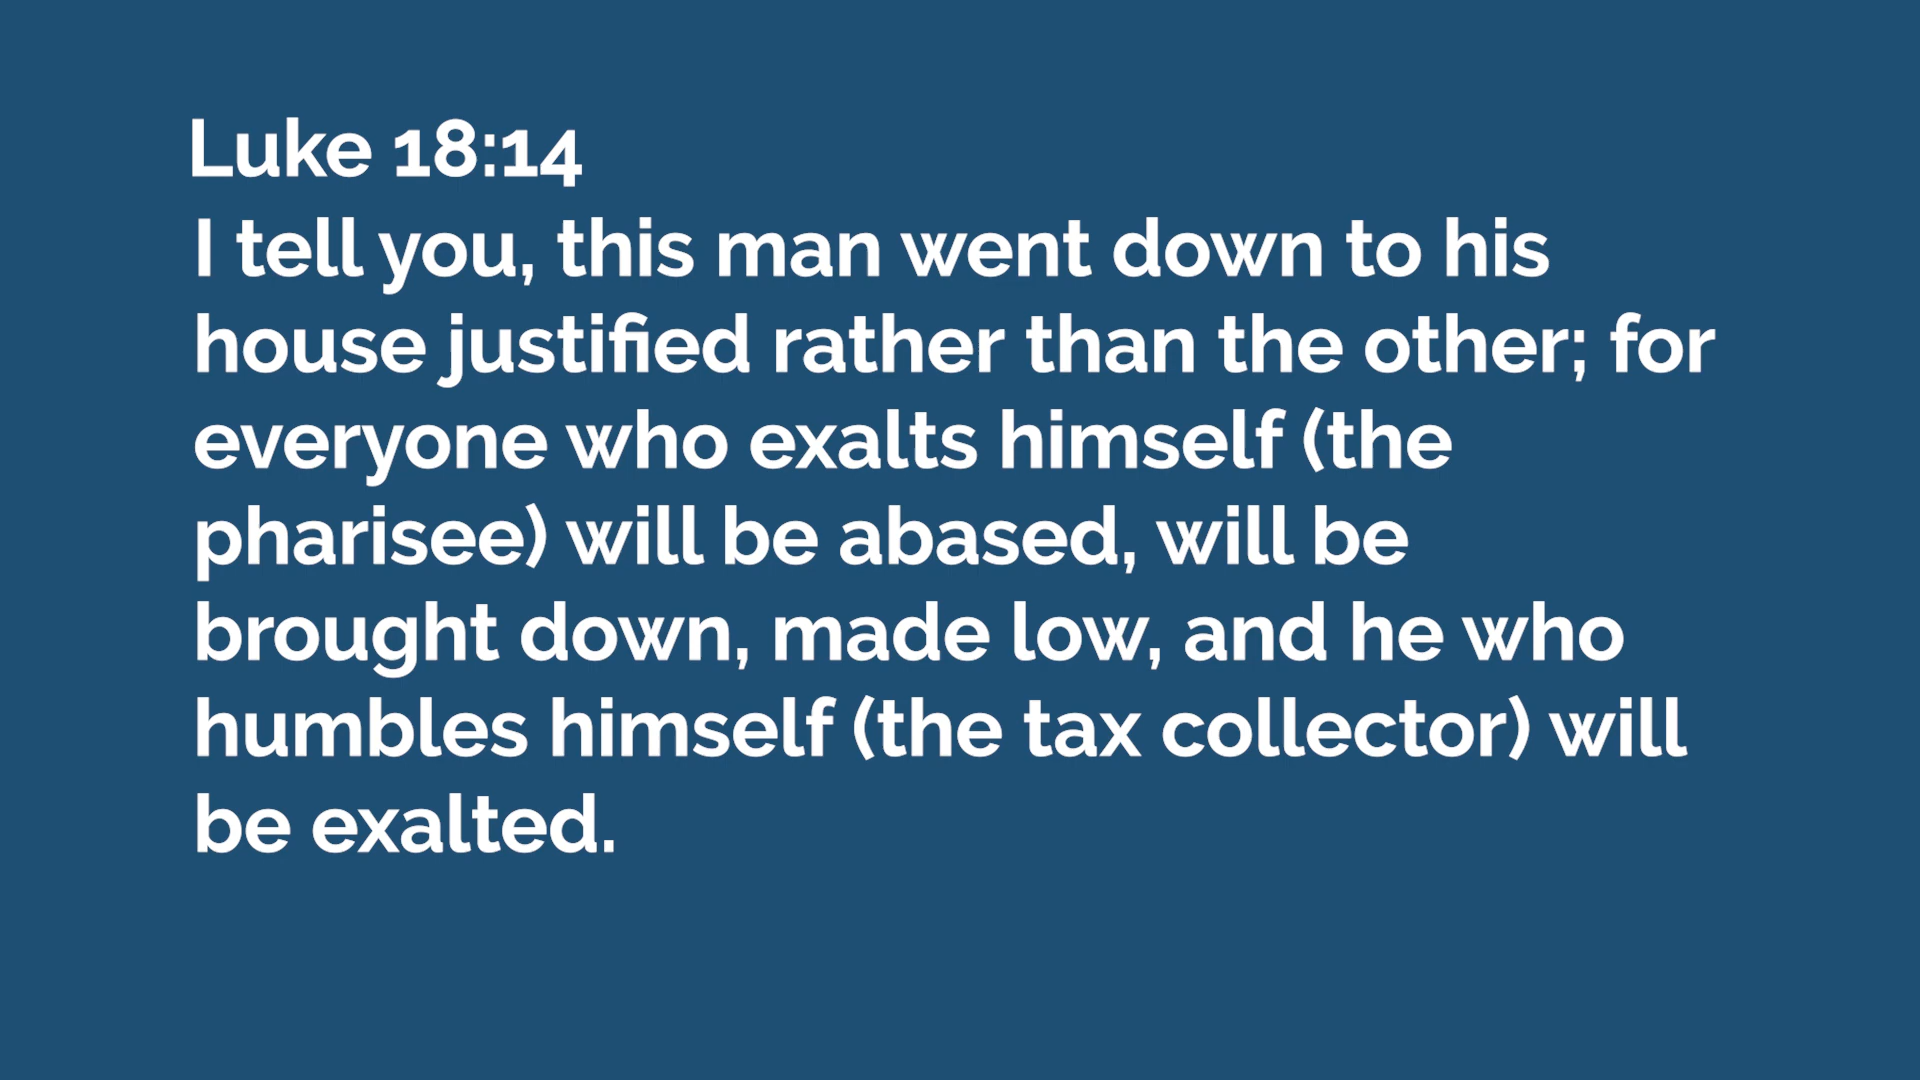 Luke 18:14
I tell you, this man went down to his
house justified rather than the other; for
everyone who exalts himself (the
pharisee) will be abased, will be
brought down, made low, and he who
humbles himself (the tax collector) will
be exalted.